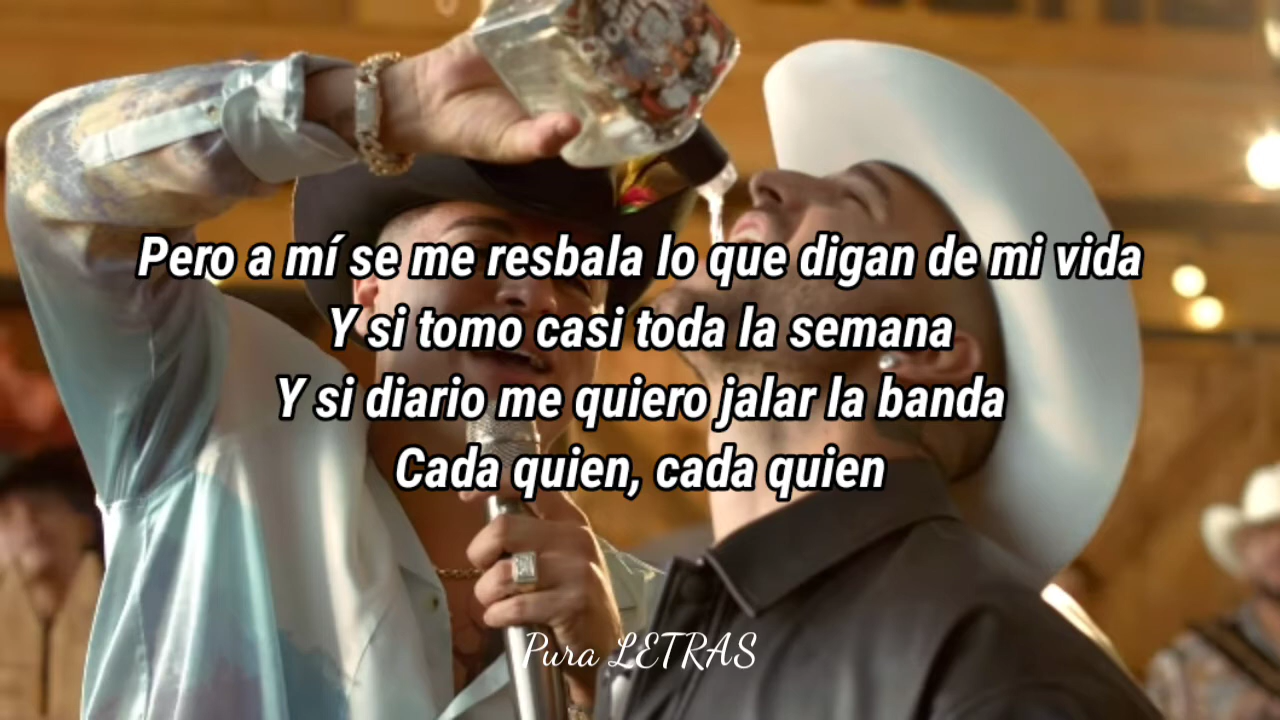 Pero a mí se me resbala lo que digan de mi vida
Y si tomo casi toda la semana
Y si diario me quiero jalar la banda
Cada quien, cada quien
Pura LETRAS